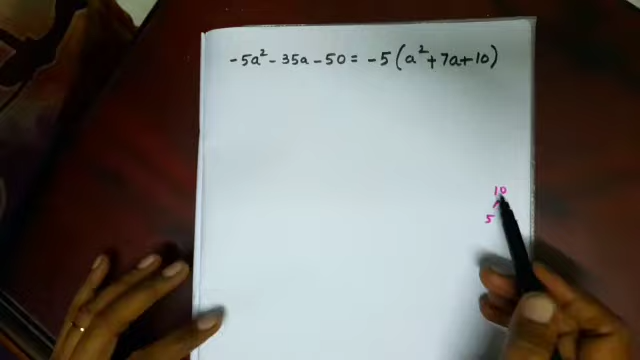 -5a² - 35a - 50 = -5 (a² + 7a + 10)
10
5